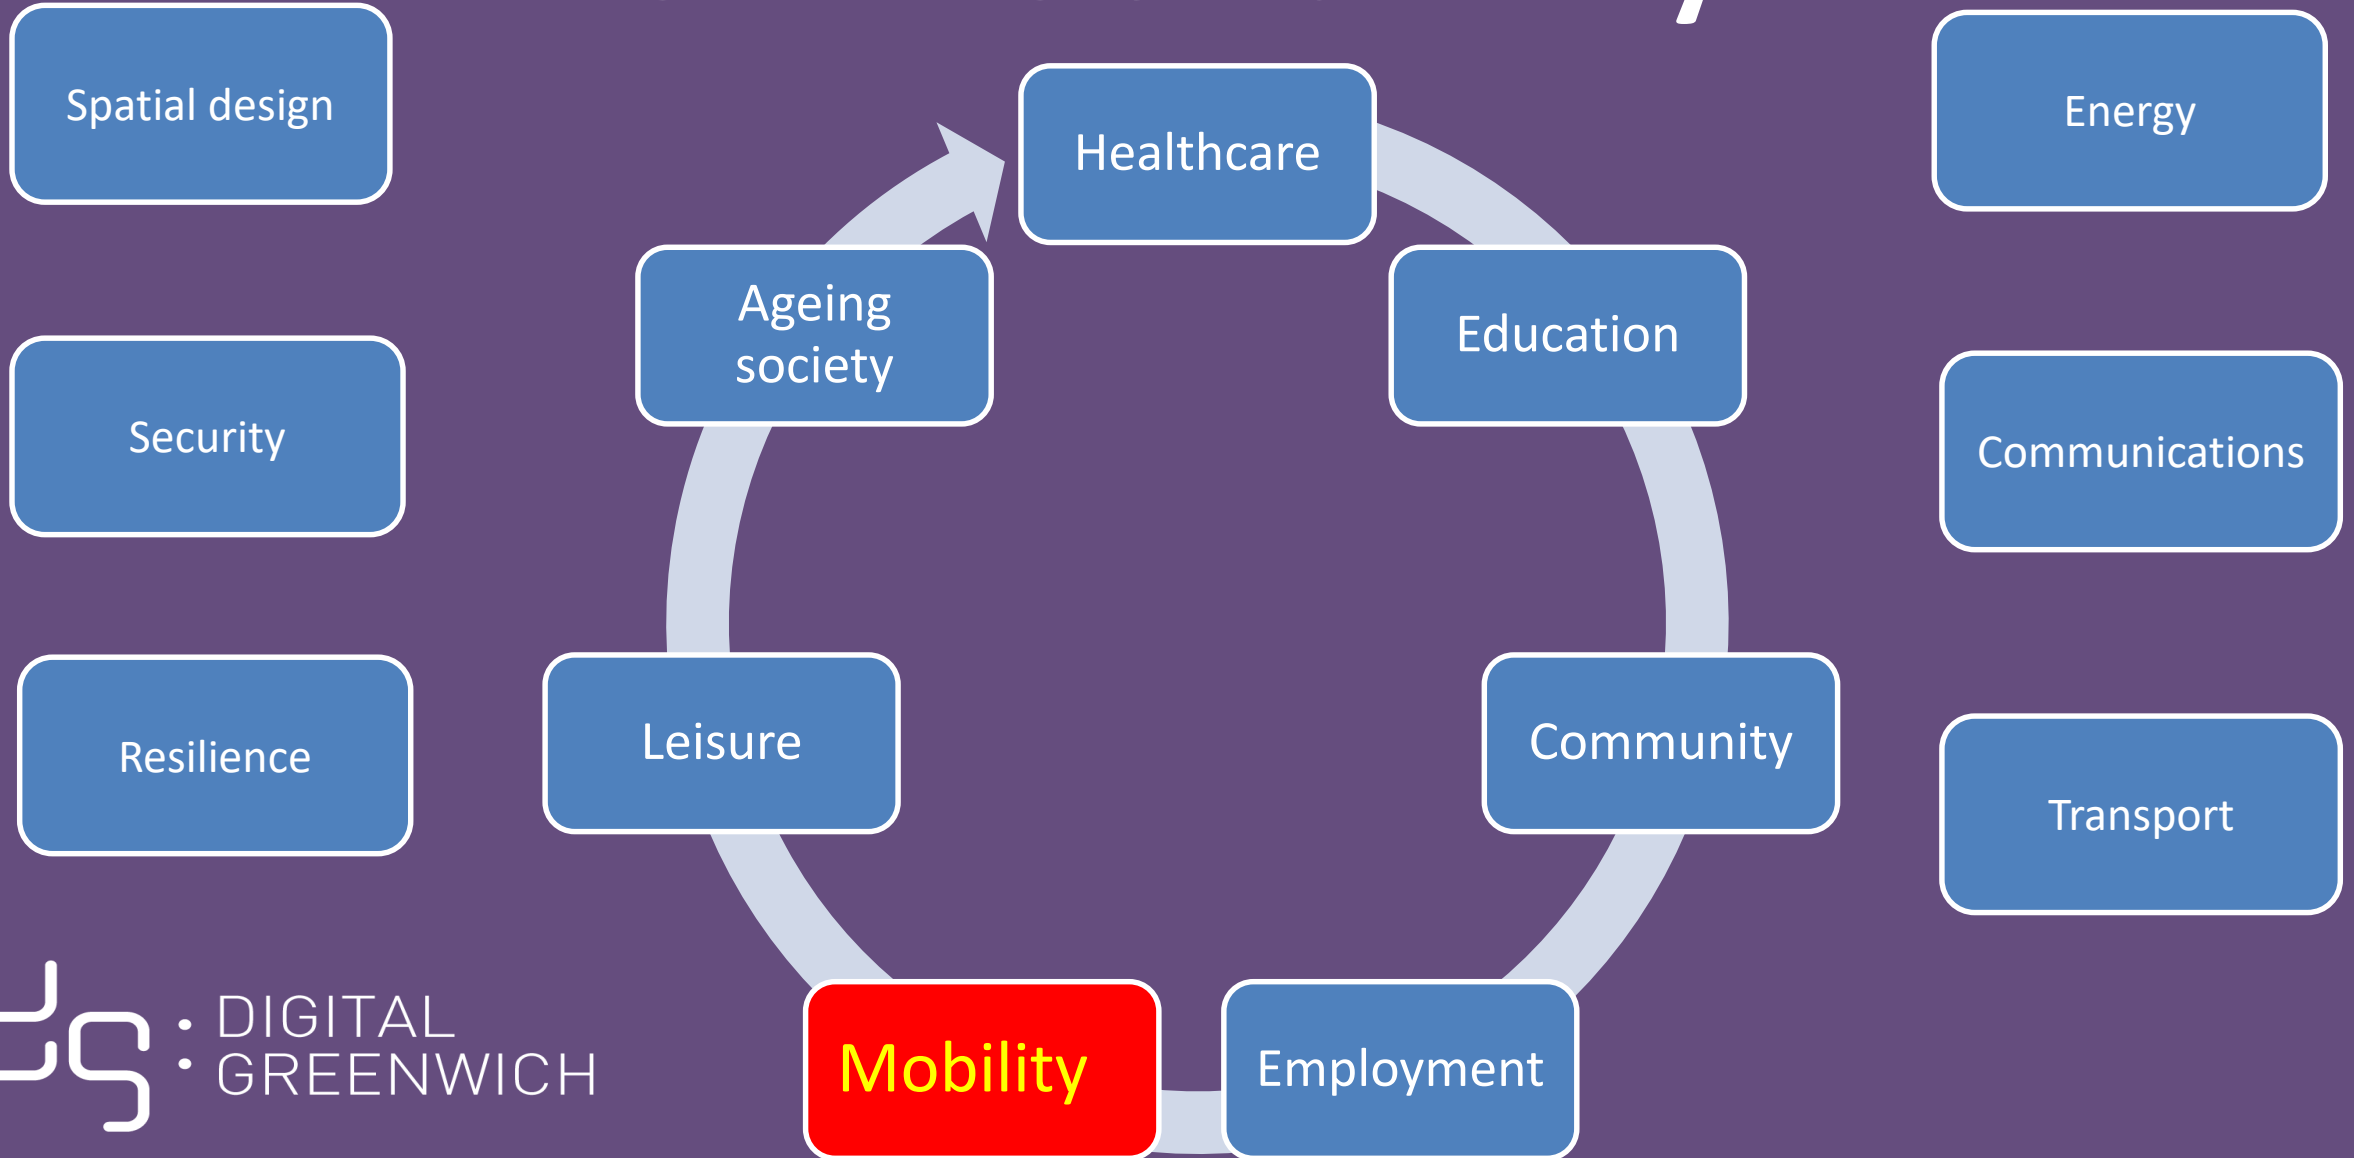 Spatial design
Healthcare
Energy
Ageing
society
Education
Security
Communications
Leisure
Community
Resilience
Transport
Mobility
Employment
DIGITAL
GREENWICH